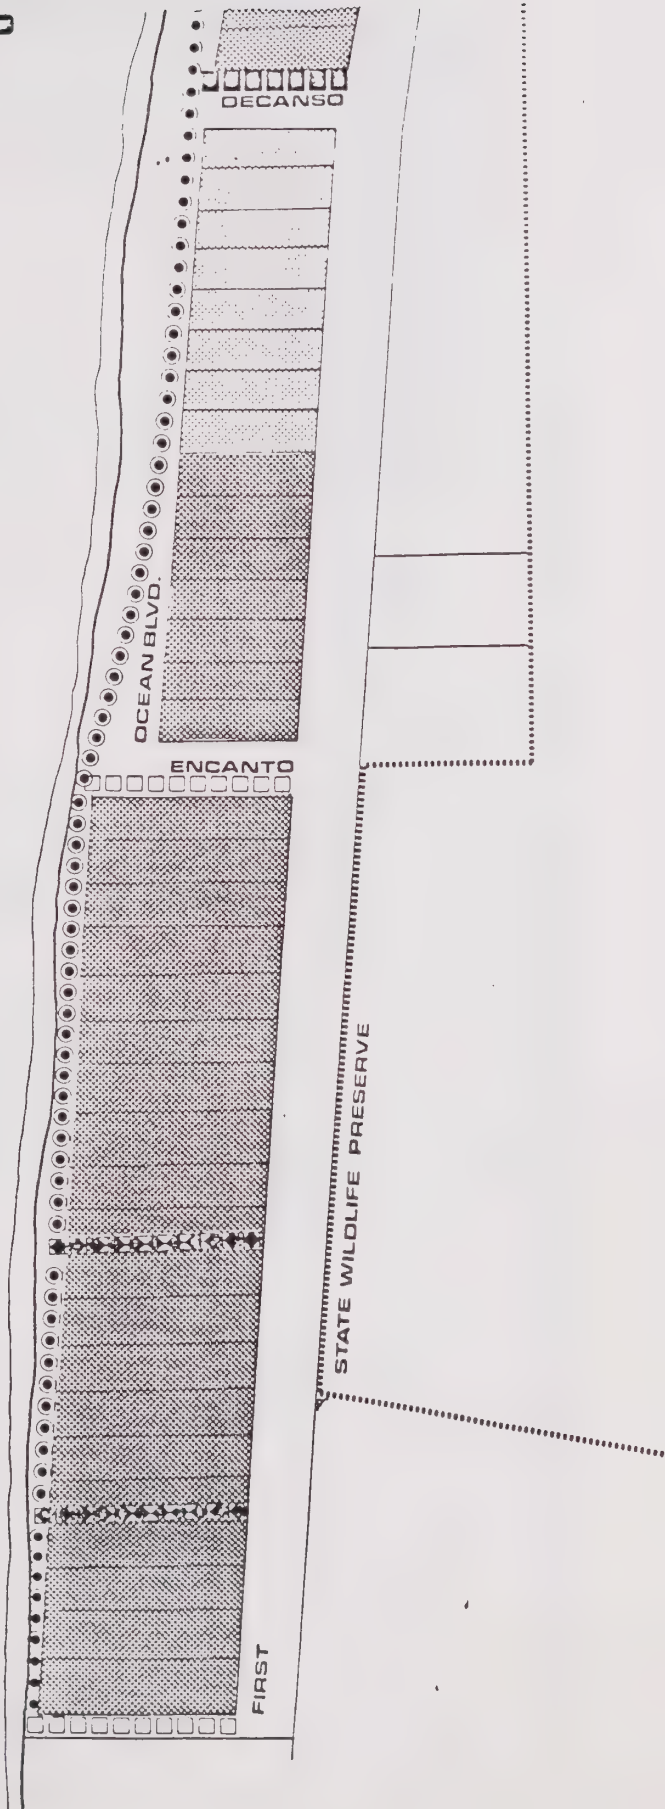 DECANSO
OCEAN BLVD.
ENCANTO
STATE WILDLIFE PRESERVE
FIRST